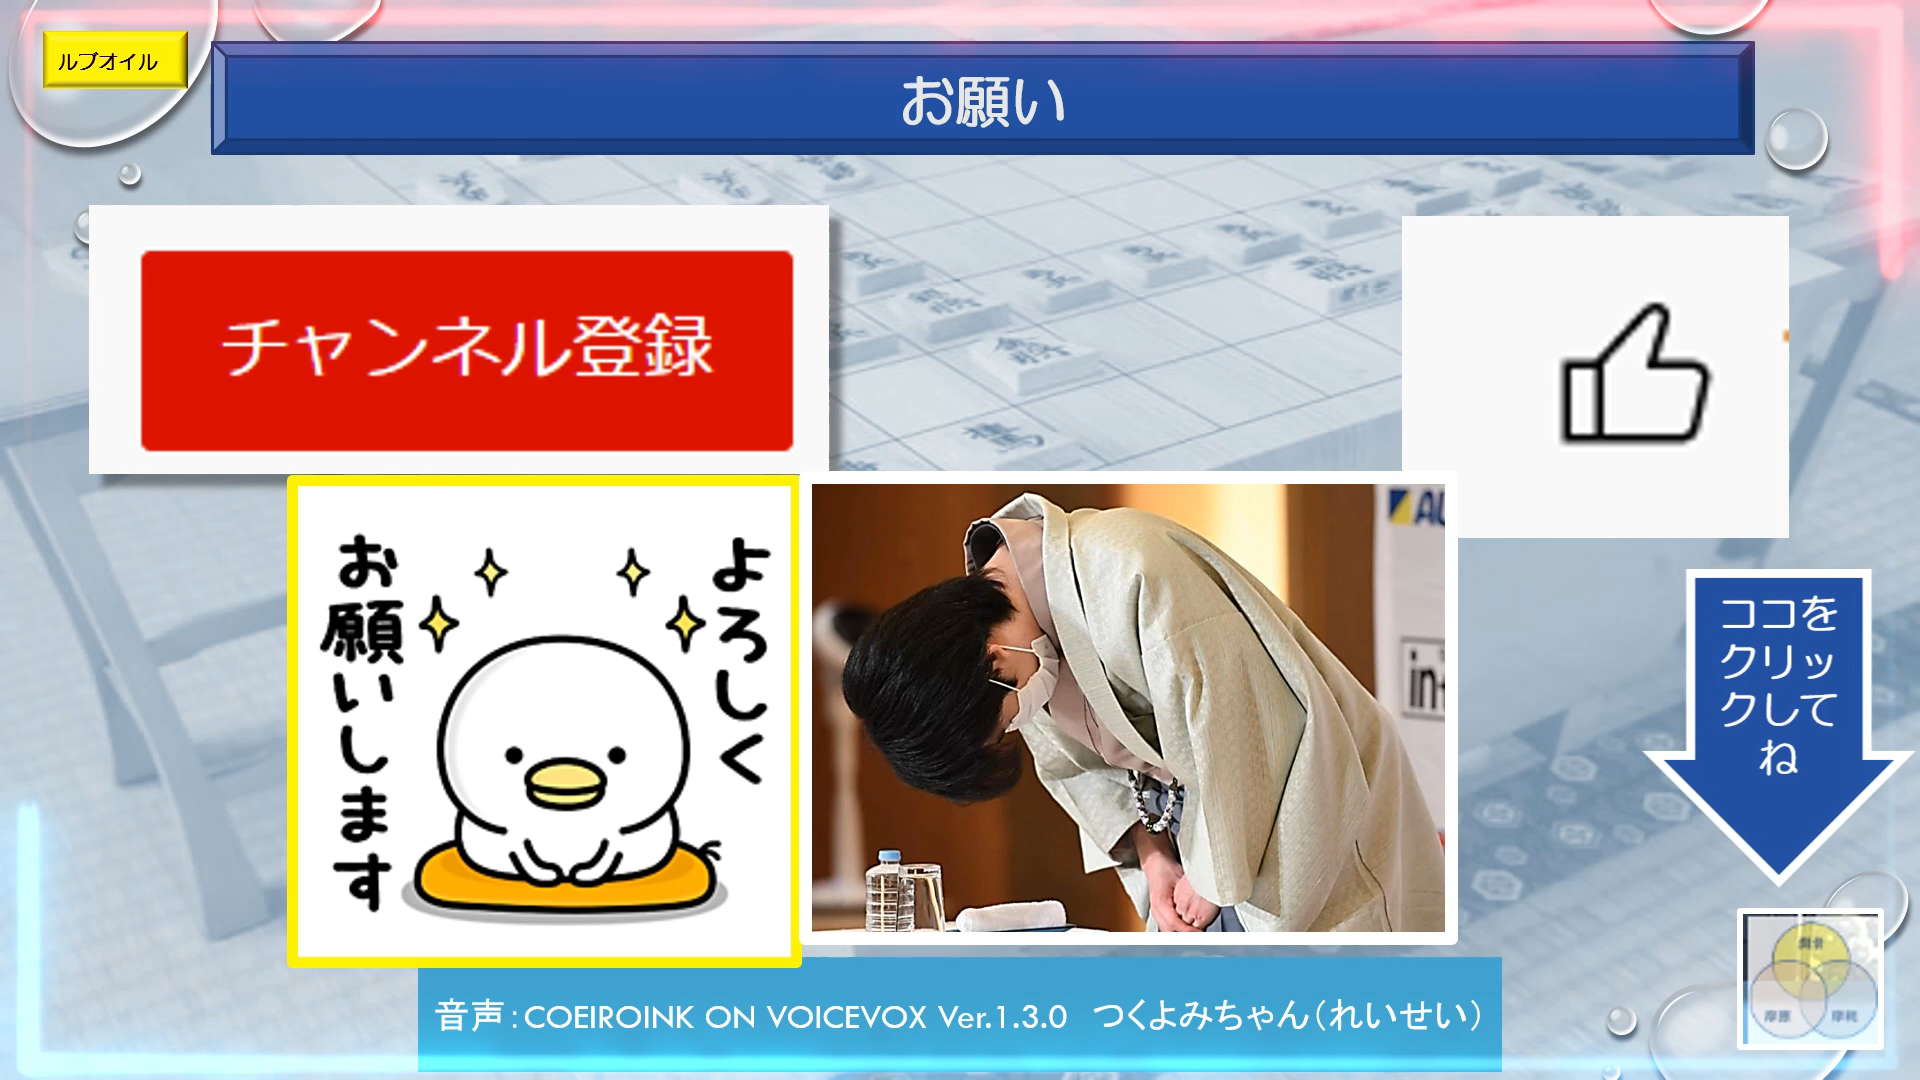 ルブオイル
お願い
チャンネル登録
よろしく
お願いします
ココを
クリッ
クして
ね
音声：COEIROINK ON VOICEVOX Ver.1.3.0　つくよみちゃん（れいせい）